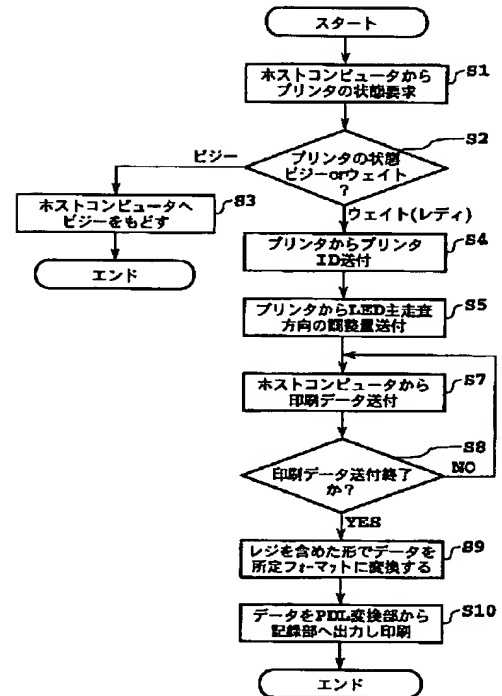 スタート
ホストコンピュータから
プリンタの状態要求
S1
プリンタの状態
ビジーorウェイト
?
S2
ビジー
ホストコンピュータへ
ビジーをもどす
S3
エンド
ウェイト(レディ)
プリンタからプリンタ
ID送付
S4
プリンタからLED主走査
方向の調整量送付
S5
ホストコンピュータから
印刷データ送付
S7
印刷データ送付終了
か?
S8
NO
YES
レジを含めた形でデータを
所定フォーマットに変換する
S9
データをPDL変換部から
記録部へ出力し印刷
S10
エンド